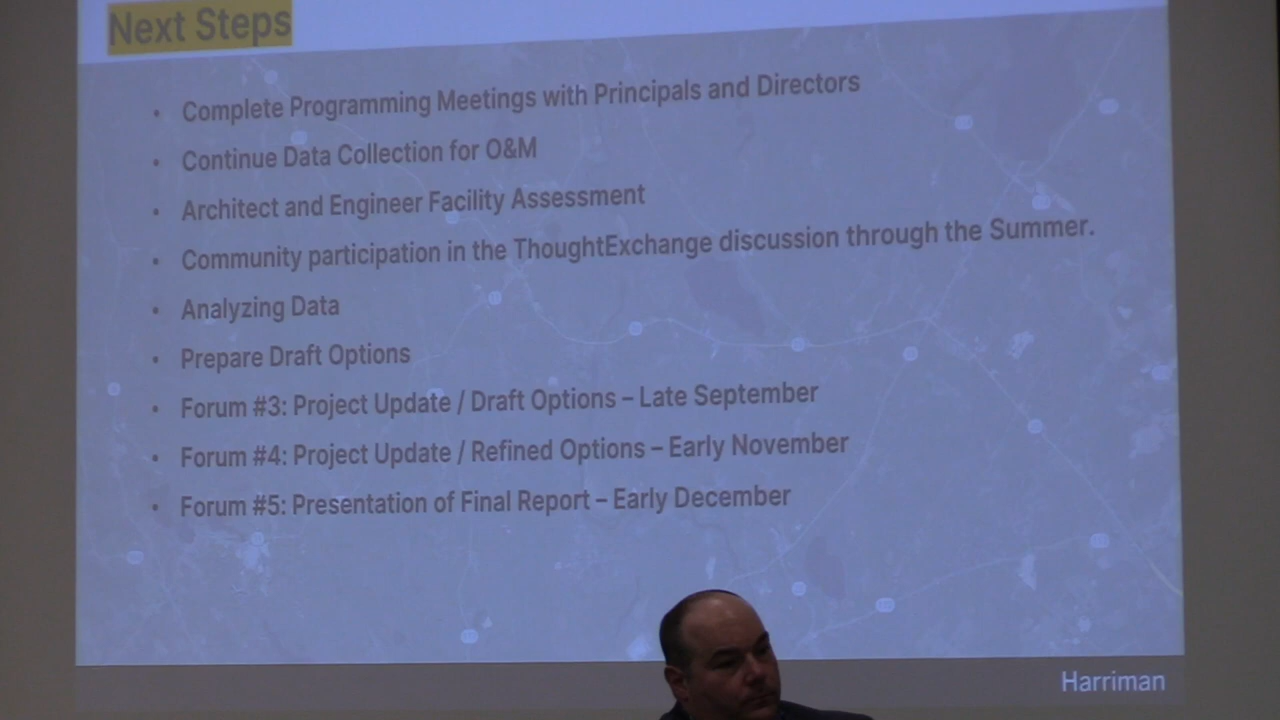 Next Steps
• Complete Programming Meetings with Principals and Directors
• Continue Data Collection for O&M
• Architect and Engineer Facility Assessment
• Community participation in the ThoughtExchange discussion through the Summer.
• Analyzing Data
• Prepare Draft Options
• Forum #3: Project Update / Draft Options – Late September
• Forum #4: Project Update / Refined Options – Early November
• Forum #5: Presentation of Final Report – Early December
Harriman